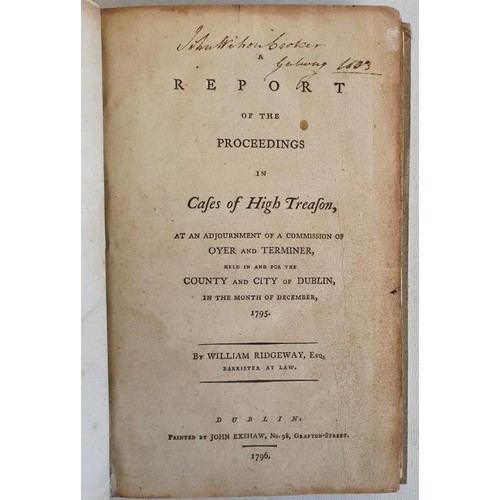 John Wilson Croker
Galway 1803
A
REPORT
OF THE
PROCEEDINGS
IN
Caſes of High Treaſon,
AT AN ADJOURNMENT OF A COMMISSION OF
OYER AND TERMINER,
HELD IN AND FOR THE
COUNTY AND CITY OF DUBLIN,
IN THE MONTH OF DECEMBER,
1795.
By WILLIAM RIDGEWAY, Esq.
BARRISTER AT LAW.
DUBLIN:
Printed by JOHN EXSHAW, No. 98, Grafton-Street.
1796.